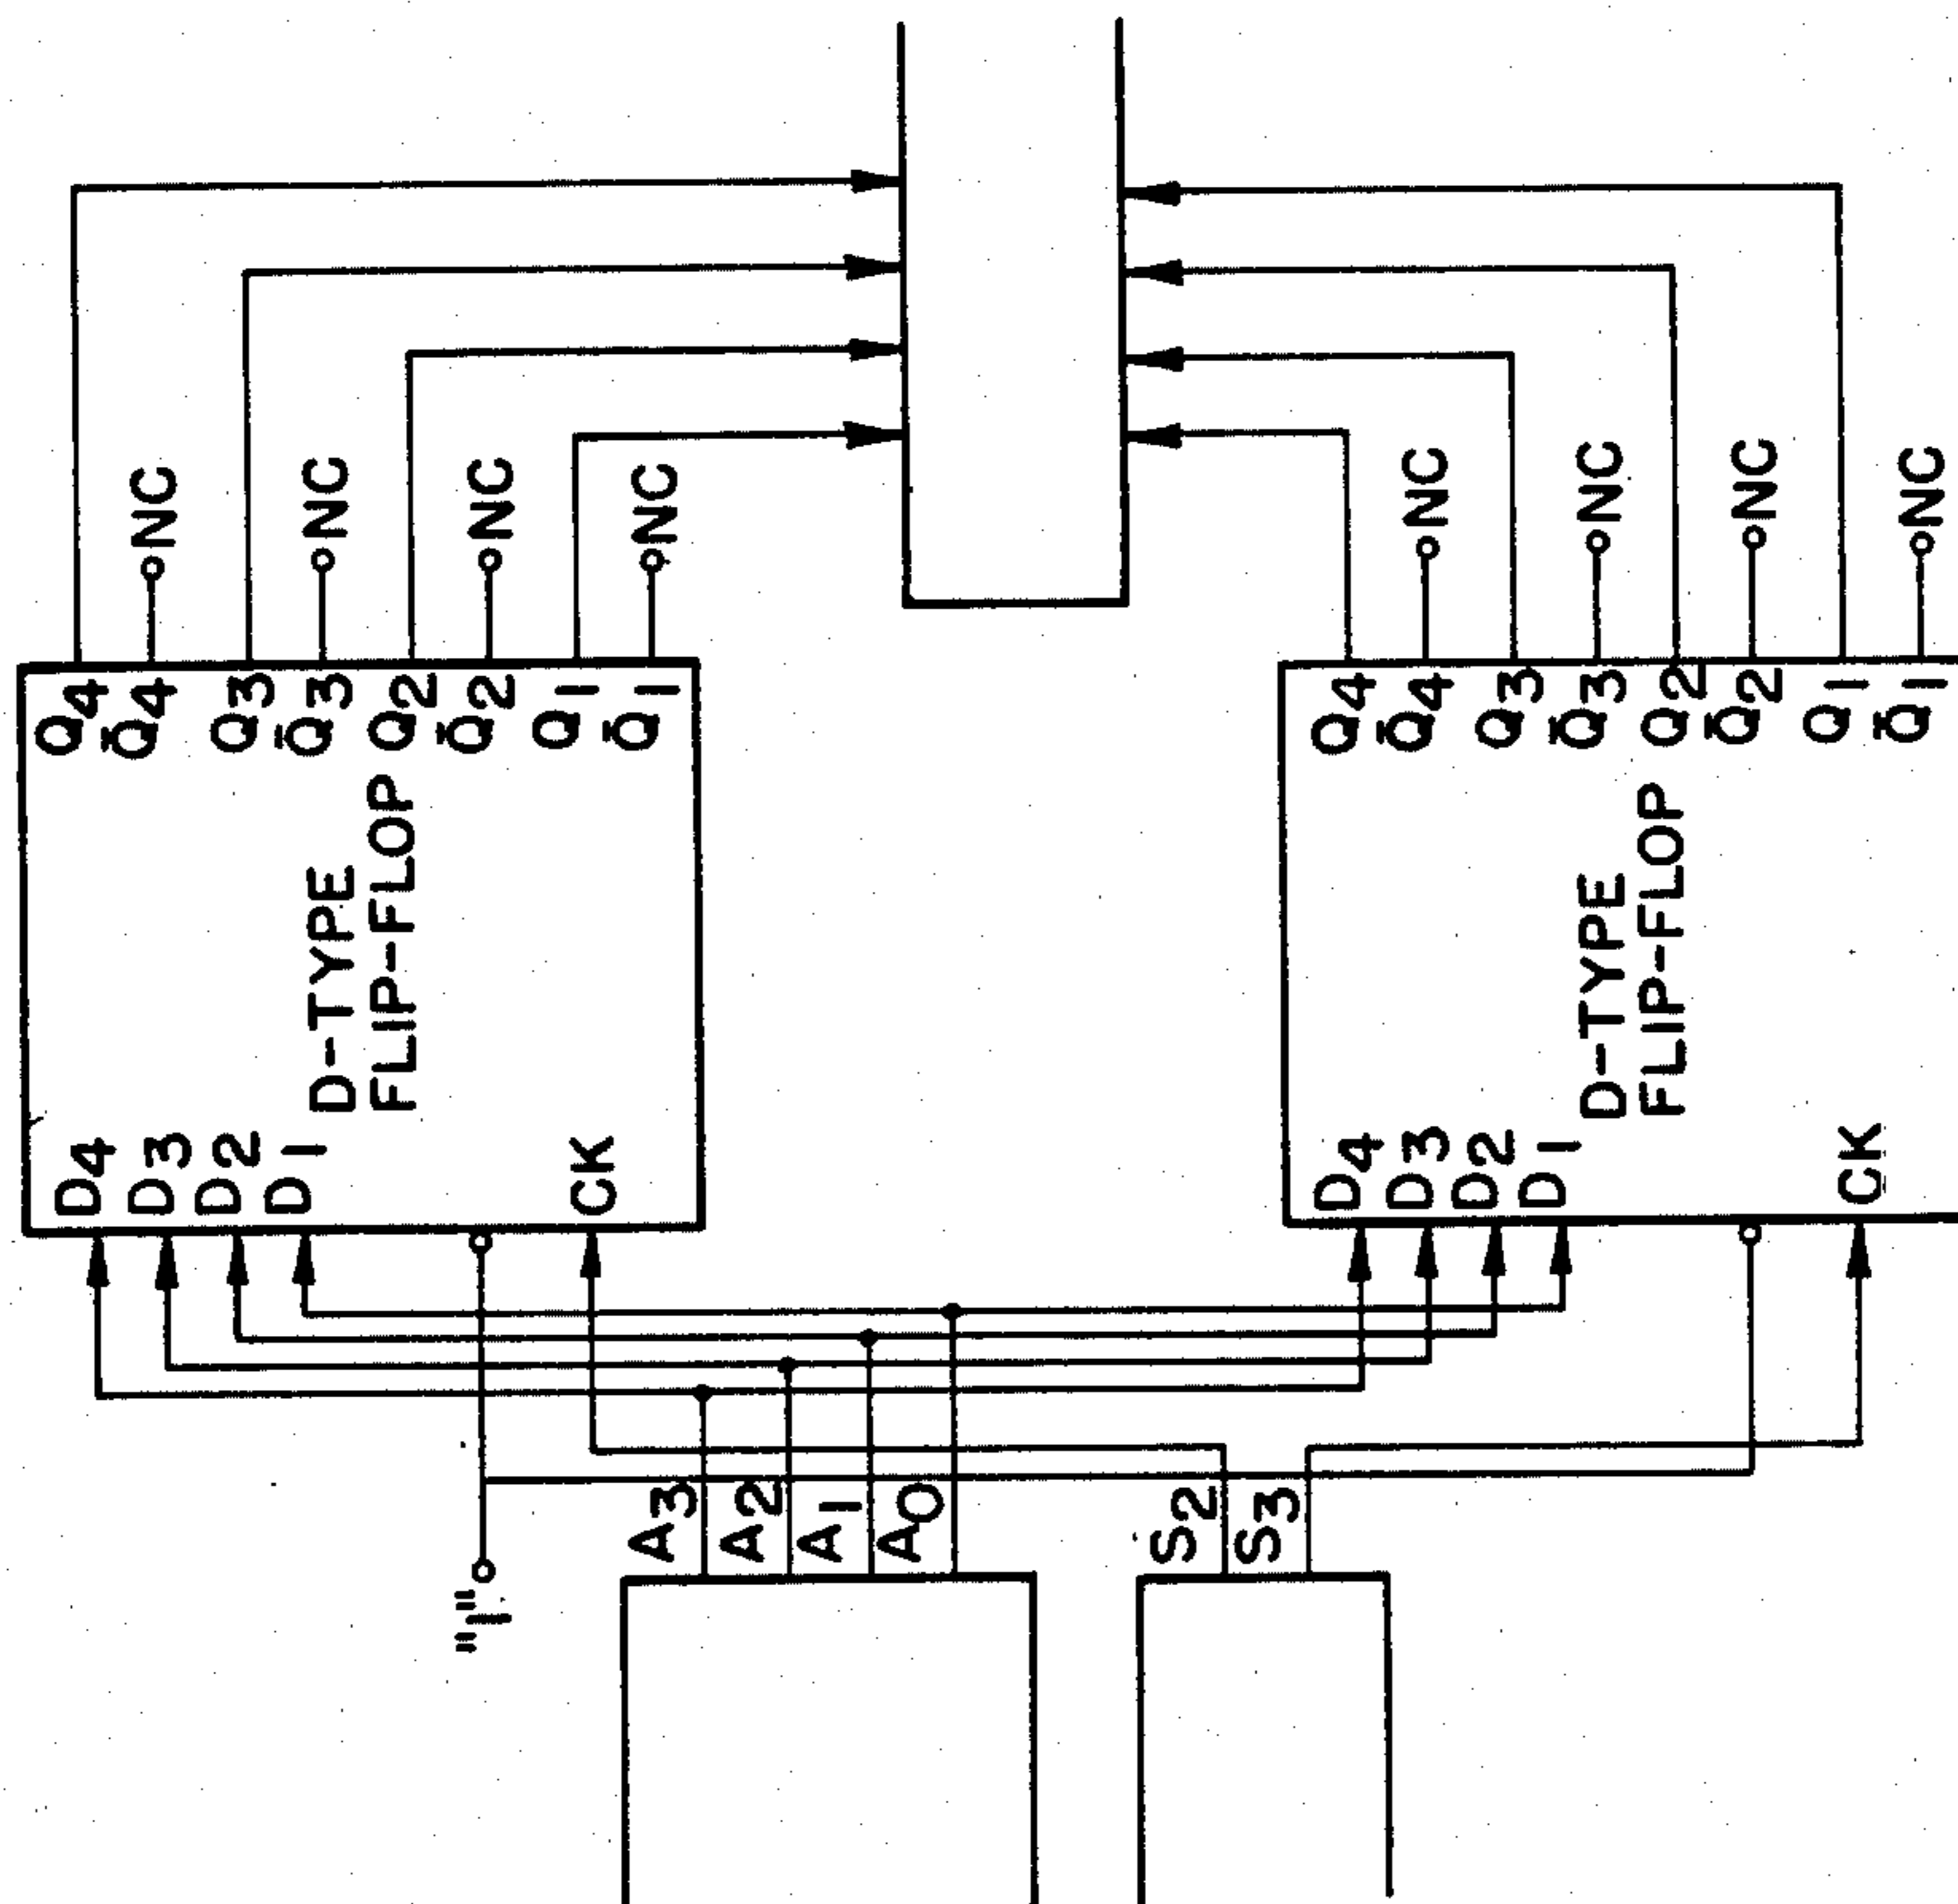 Q4
Q̄4
Q3
Q̄3
Q2
Q̄2
Q1
Q̄1
NC
NC
NC
NC
D-TYPE
FLIP-FLOP
D4
D3
D2
D1
CK
Q4
Q̄4
Q3
Q̄3
Q2
Q̄2
Q1
Q̄1
NC
NC
NC
NC
D-TYPE
FLIP-FLOP
D4
D3
D2
D1
CK
"1"
A3
A2
A1
A0
S2
S3